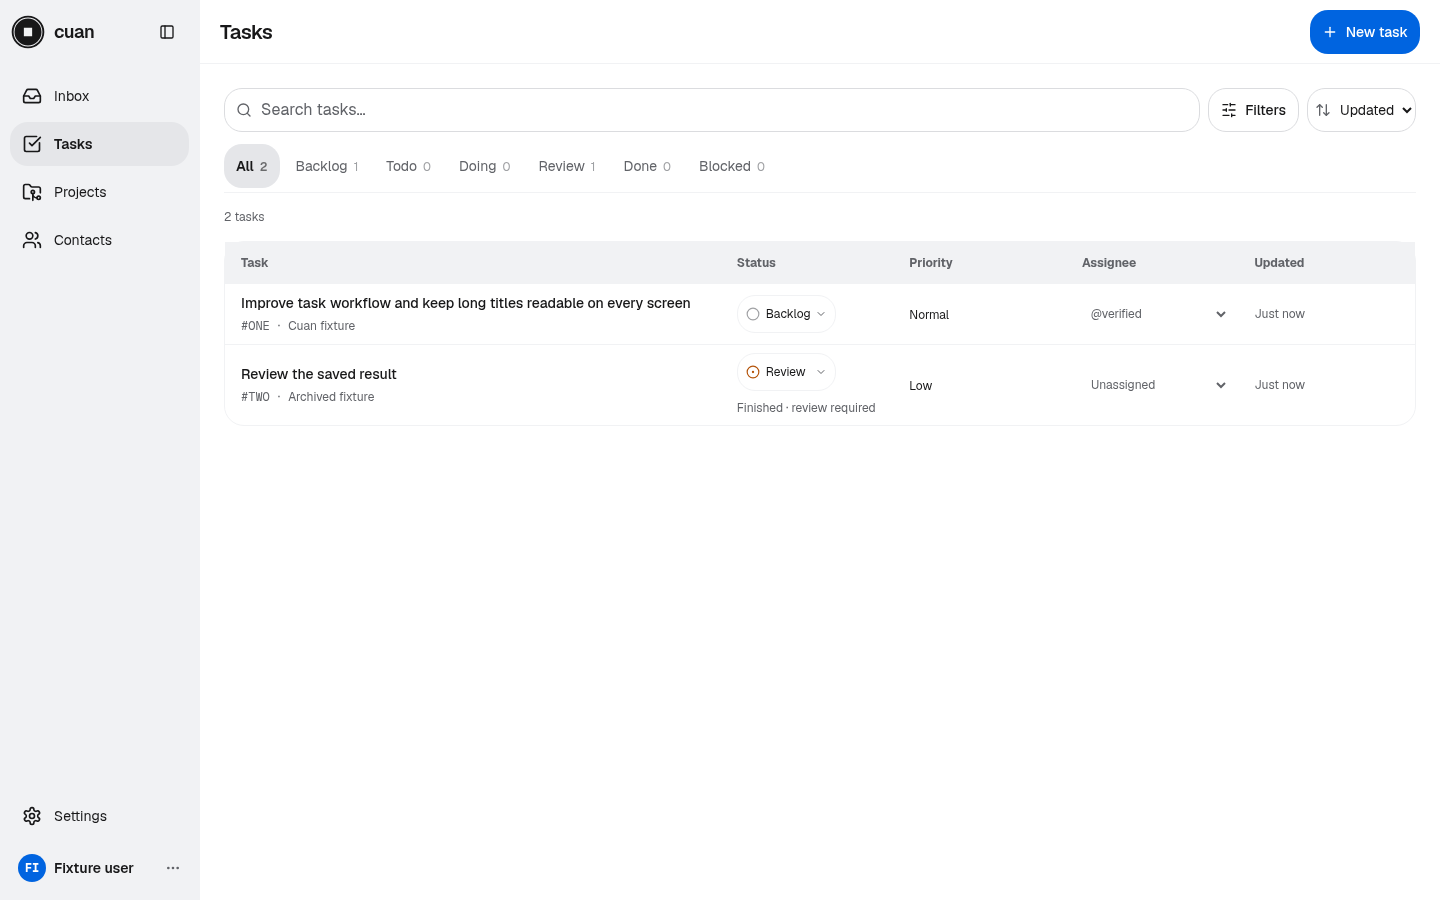 cuan
Inbox
Tasks
Projects
Contacts
Settings
FI Fixture user
Tasks
New task
Search tasks...
Filters
Updated
All 2 Backlog 1 Todo 0 Doing 0 Review 1 Done 0 Blocked 0
2 tasks
Task Status Priority Assignee Updated
Improve task workflow and keep long titles readable on every screen
#ONE · Cuan fixture
Backlog
Normal
@verified
Just now
Review the saved result
#TWO · Archived fixture
Review
Finished · review required
Low
Unassigned
Just now